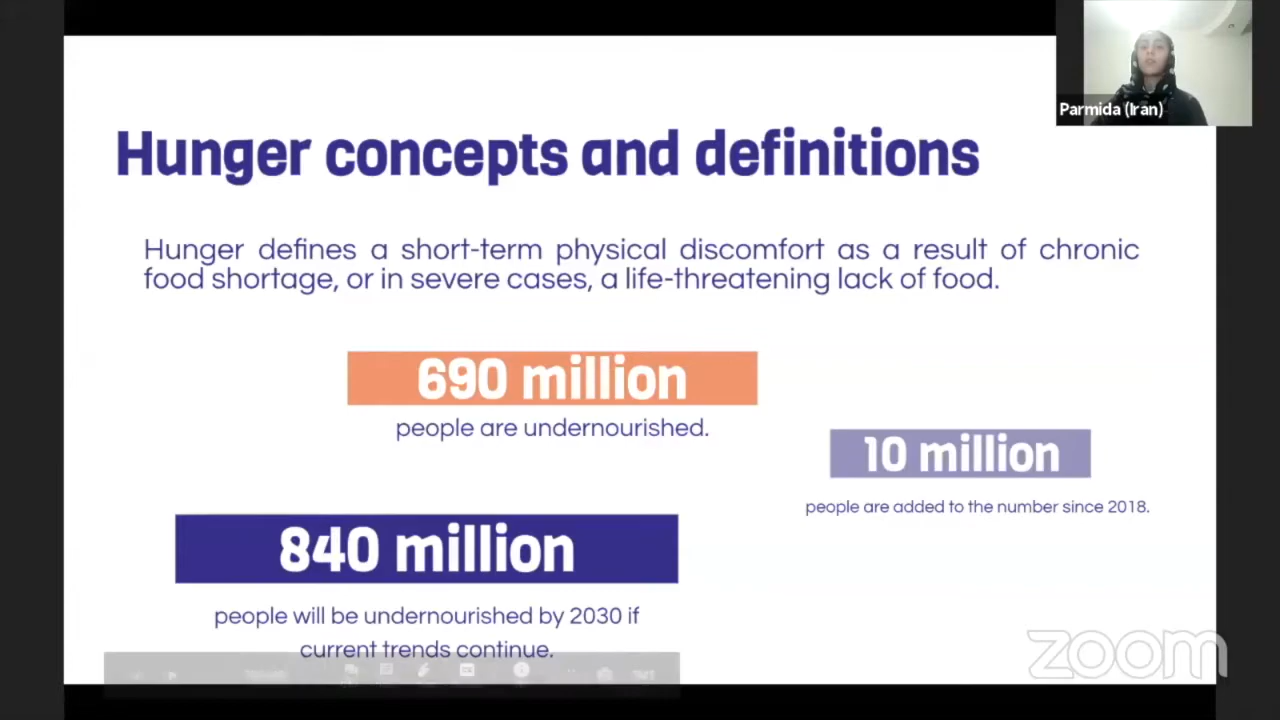 Parmida (Iran)
Hunger concepts and definitions
Hunger defines a short-term physical discomfort as a result of chronic
food shortage, or in severe cases, a life-threatening lack of food.
690 million
people are undernourished.
10 million
people are added to the number since 2018.
840 million
people will be undernourished by 2030 if
current trends continue.
zoom